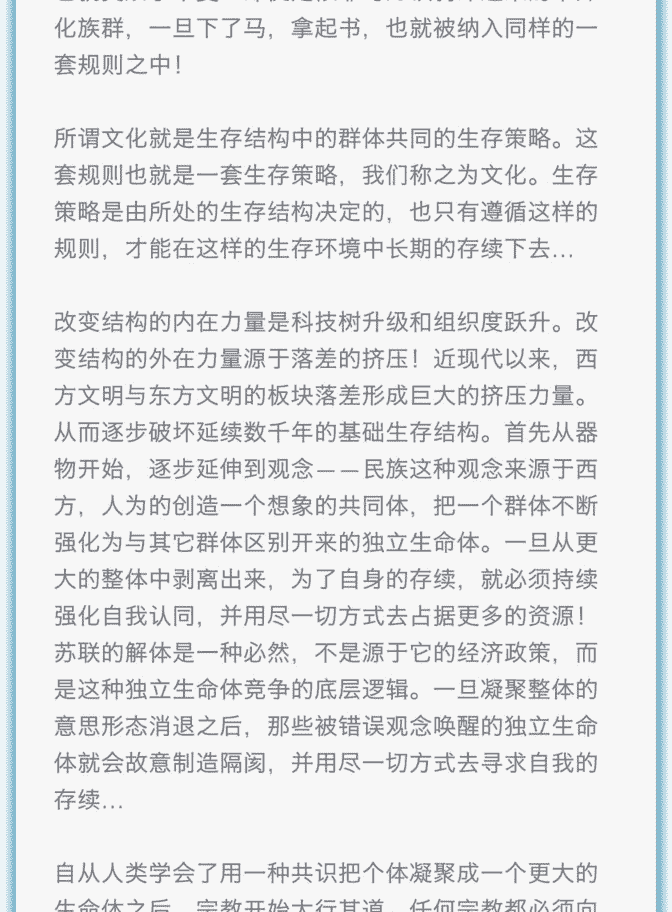 化族群，一旦下了马，拿起书，也就被纳入同样的一
套规则之中！
所谓文化就是生存结构中的群体共同的生存策略。这
套规则也就是一套生存策略，我们称之为文化。生存
策略是由所处的生存结构决定的，也只有遵循这样的
规则，才能在这样的生存环境中长期的存续下去…
改变结构的内在力量是科技树升级和组织度跃升。改
变结构的外在力量源于落差的挤压！近现代以来，西
方文明与东方文明的板块落差形成巨大的挤压力量。
从而逐步破坏延续数千年的基础生存结构。首先从器
物开始，逐步延伸到观念——民族这种观念来源于西
方，人为的创造一个想象的共同体，把一个群体不断
强化为与其它群体区别开来的独立生命体。一旦从更
大的整体中剥离出来，为了自身的存续，就必须持续
强化自我认同，并用尽一切方式去占据更多的资源！
苏联的解体是一种必然，不是源于它的经济政策，而
是这种独立生命体竞争的底层逻辑。一旦凝聚整体的
意思形态消退之后，那些被错误观念唤醒的独立生命
体就会故意制造隔阂，并用尽一切方式去寻求自我的
存续…
自从人类学会了用一种共识把个体凝聚成一个更大的
生命体之后，宗教开始大行其道。任何宗教都必须向